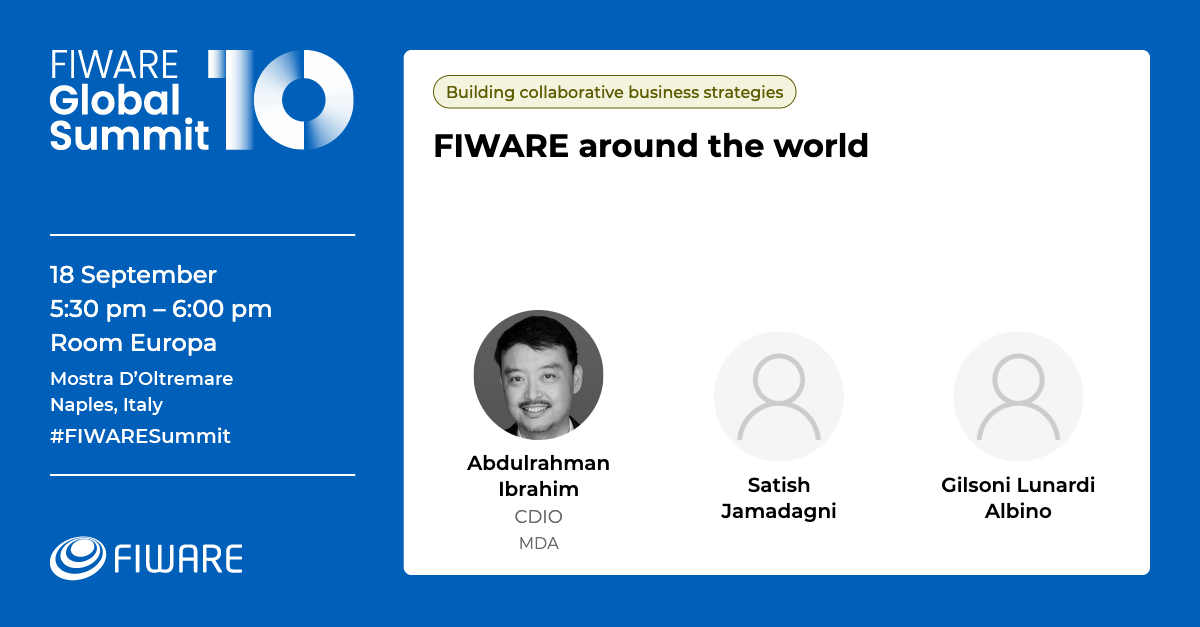 FIWARE
Global
Summit
10
18 September
5:30 pm – 6:00 pm
Room Europa
Mostra D’Oltremare
Naples, Italy
#FIWARESummit
FIWARE
Building collaborative business strategies
FIWARE around the world
Abdulrahman
Ibrahim
CDIO
MDA
Satish
Jamadagni
Gilsoni Lunardi
Albino